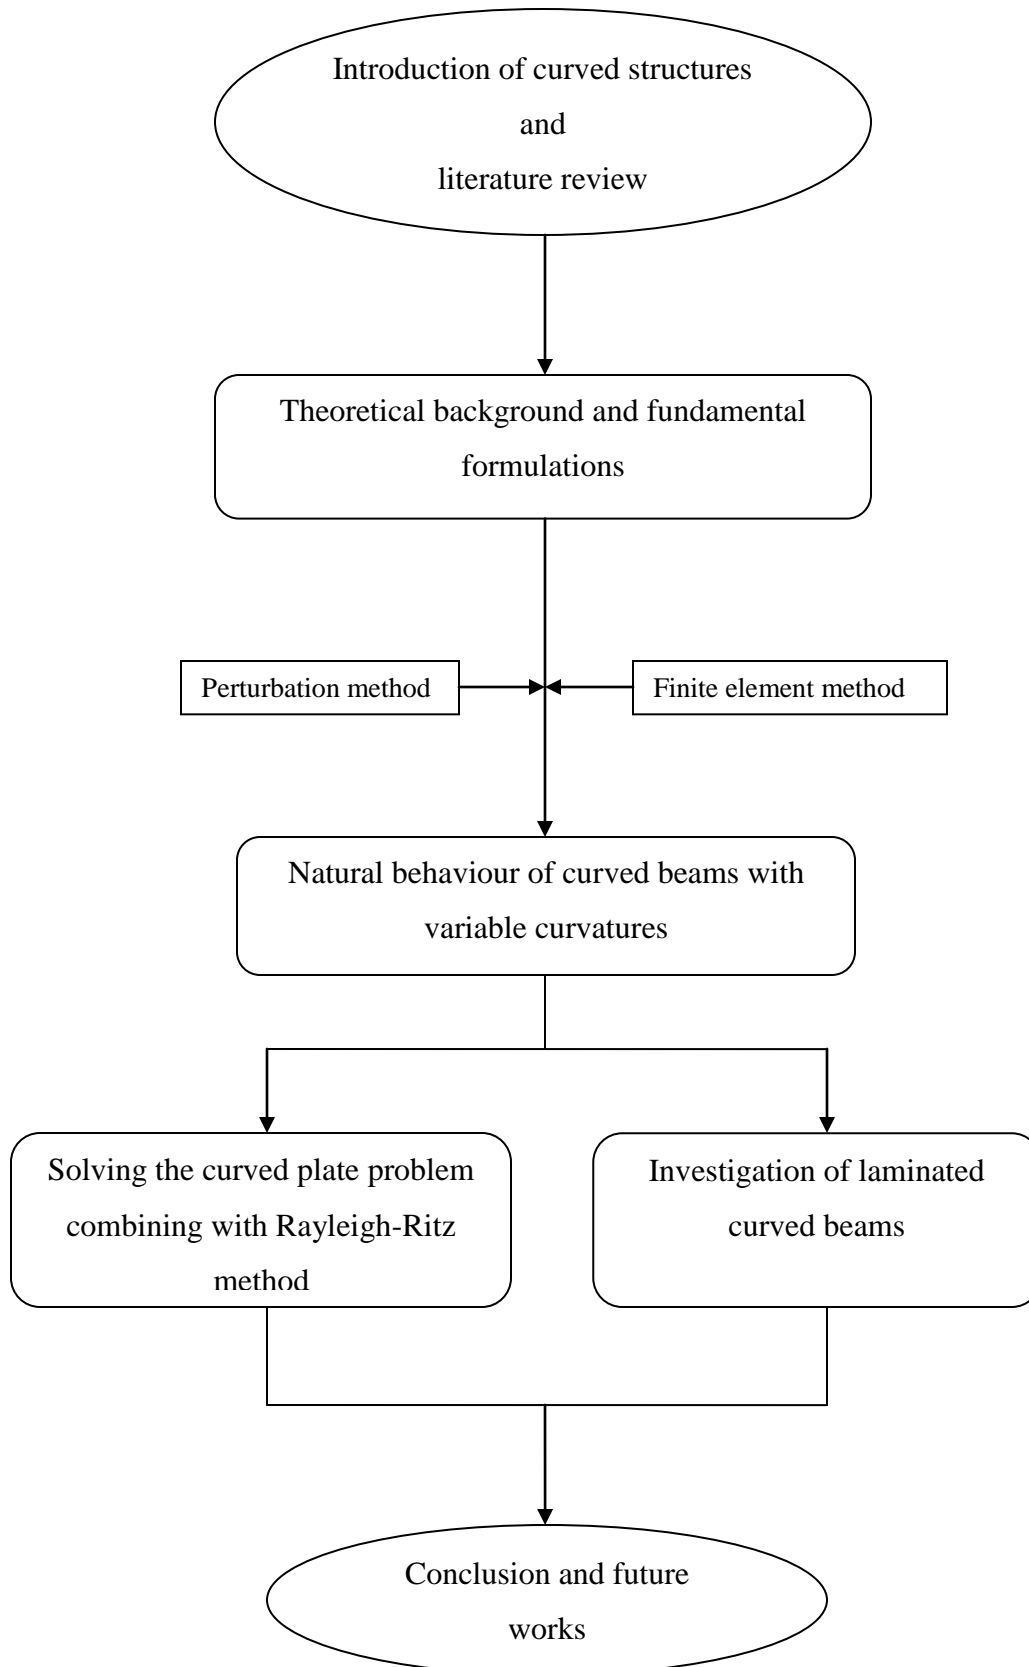 Introduction of curved structures
and
literature review
Theoretical background and fundamental
formulations
Perturbation method
Finite element method
Natural behaviour of curved beams with
variable curvatures
Solving the curved plate problem
combining with Rayleigh-Ritz
method
Investigation of laminated
curved beams
Conclusion and future
works